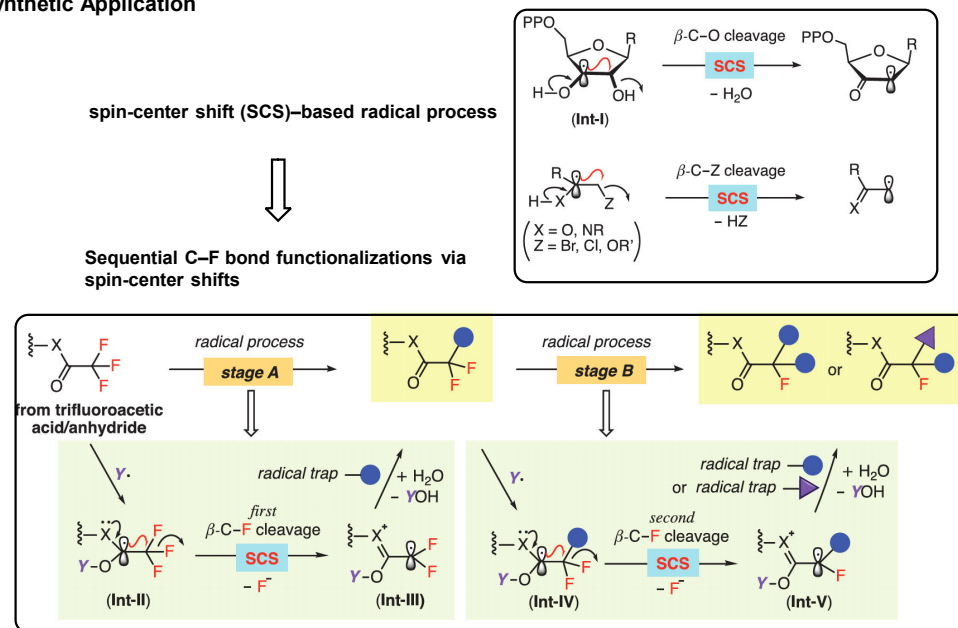 nthetic Application
spin-center shift (SCS)–based radical process
Sequential C–F bond functionalizations via
spin-center shifts
PPO
O
R
H
O
OH
(Int-I)
β-C–O cleavage
SCS
– H₂O
PPO
O
R
O
R
H
X
Z
(X = O, NR
Z = Br, Cl, OR')
β-C–Z cleavage
SCS
– HZ
R
X
X
O
F
F
F
from trifluoroacetic
acid/anhydride
radical process
stage A
X
O
F
F
radical process
stage B
X
O
F
or
X
O
F
Y·
radical trap
+ H₂O
– YOH
Y·
radical trap
or radical trap
+ H₂O
– YOH
X
Y–O
F
F
F
(Int-II)
first
β-C–F cleavage
SCS
– F⁻
X⁺
Y–O
F
F
(Int-III)
X
Y–O
F
F
(Int-IV)
second
β-C–F cleavage
SCS
– F⁻
X⁺
Y–O
F
(Int-V)